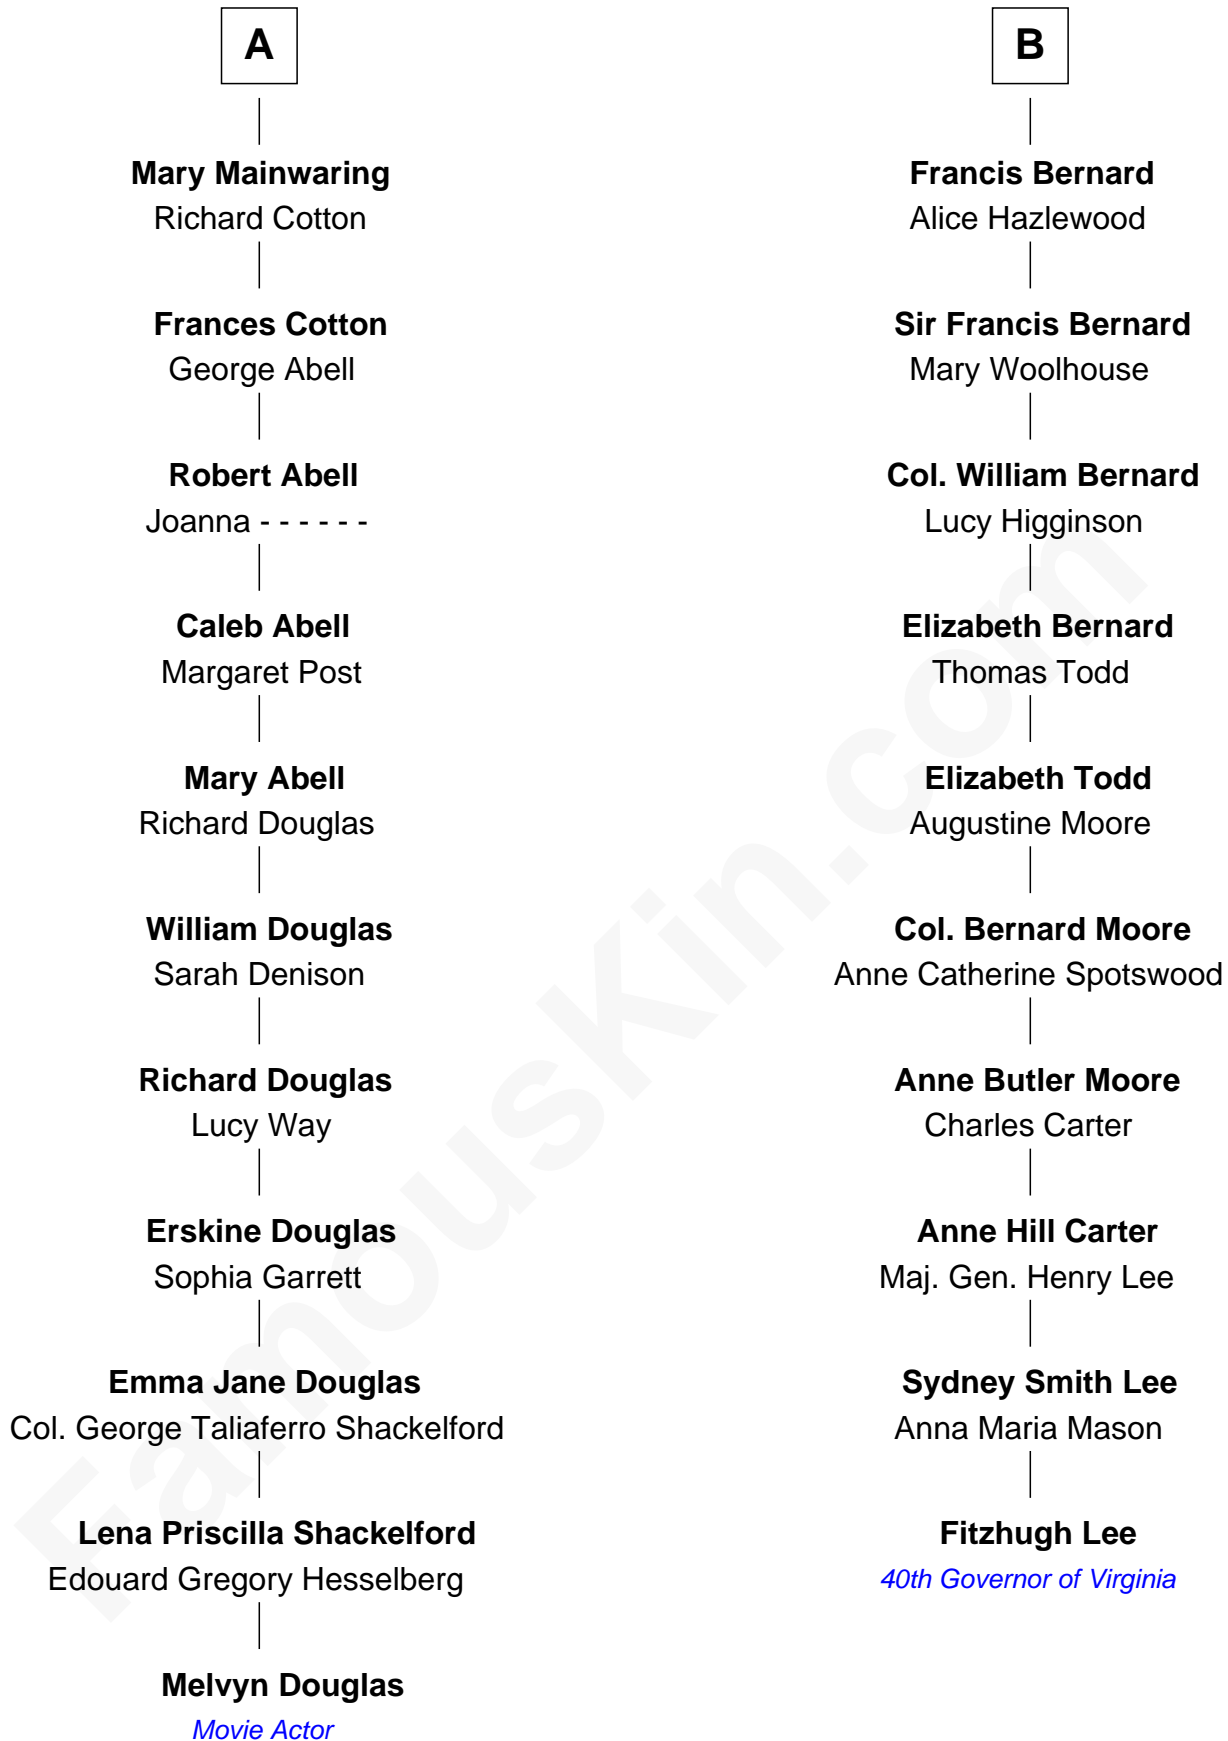 A
Mary Mainwaring
Richard Cotton
Frances Cotton
George Abell
Robert Abell
Joanna - - - - - -
Caleb Abell
Margaret Post
Mary Abell
Richard Douglas
William Douglas
Sarah Denison
Richard Douglas
Lucy Way
Erskine Douglas
Sophia Garrett
Emma Jane Douglas
Col. George Taliaferro Shackelford
Lena Priscilla Shackelford
Edouard Gregory Hesselberg
Melvyn Douglas
Movie Actor
B
Francis Bernard
Alice Hazlewood
Sir Francis Bernard
Mary Woolhouse
Col. William Bernard
Lucy Higginson
Elizabeth Bernard
Thomas Todd
Elizabeth Todd
Augustine Moore
Col. Bernard Moore
Anne Catherine Spotswood
Anne Butler Moore
Charles Carter
Anne Hill Carter
Maj. Gen. Henry Lee
Sydney Smith Lee
Anna Maria Mason
Fitzhugh Lee
40th Governor of Virginia
FamousKin.com